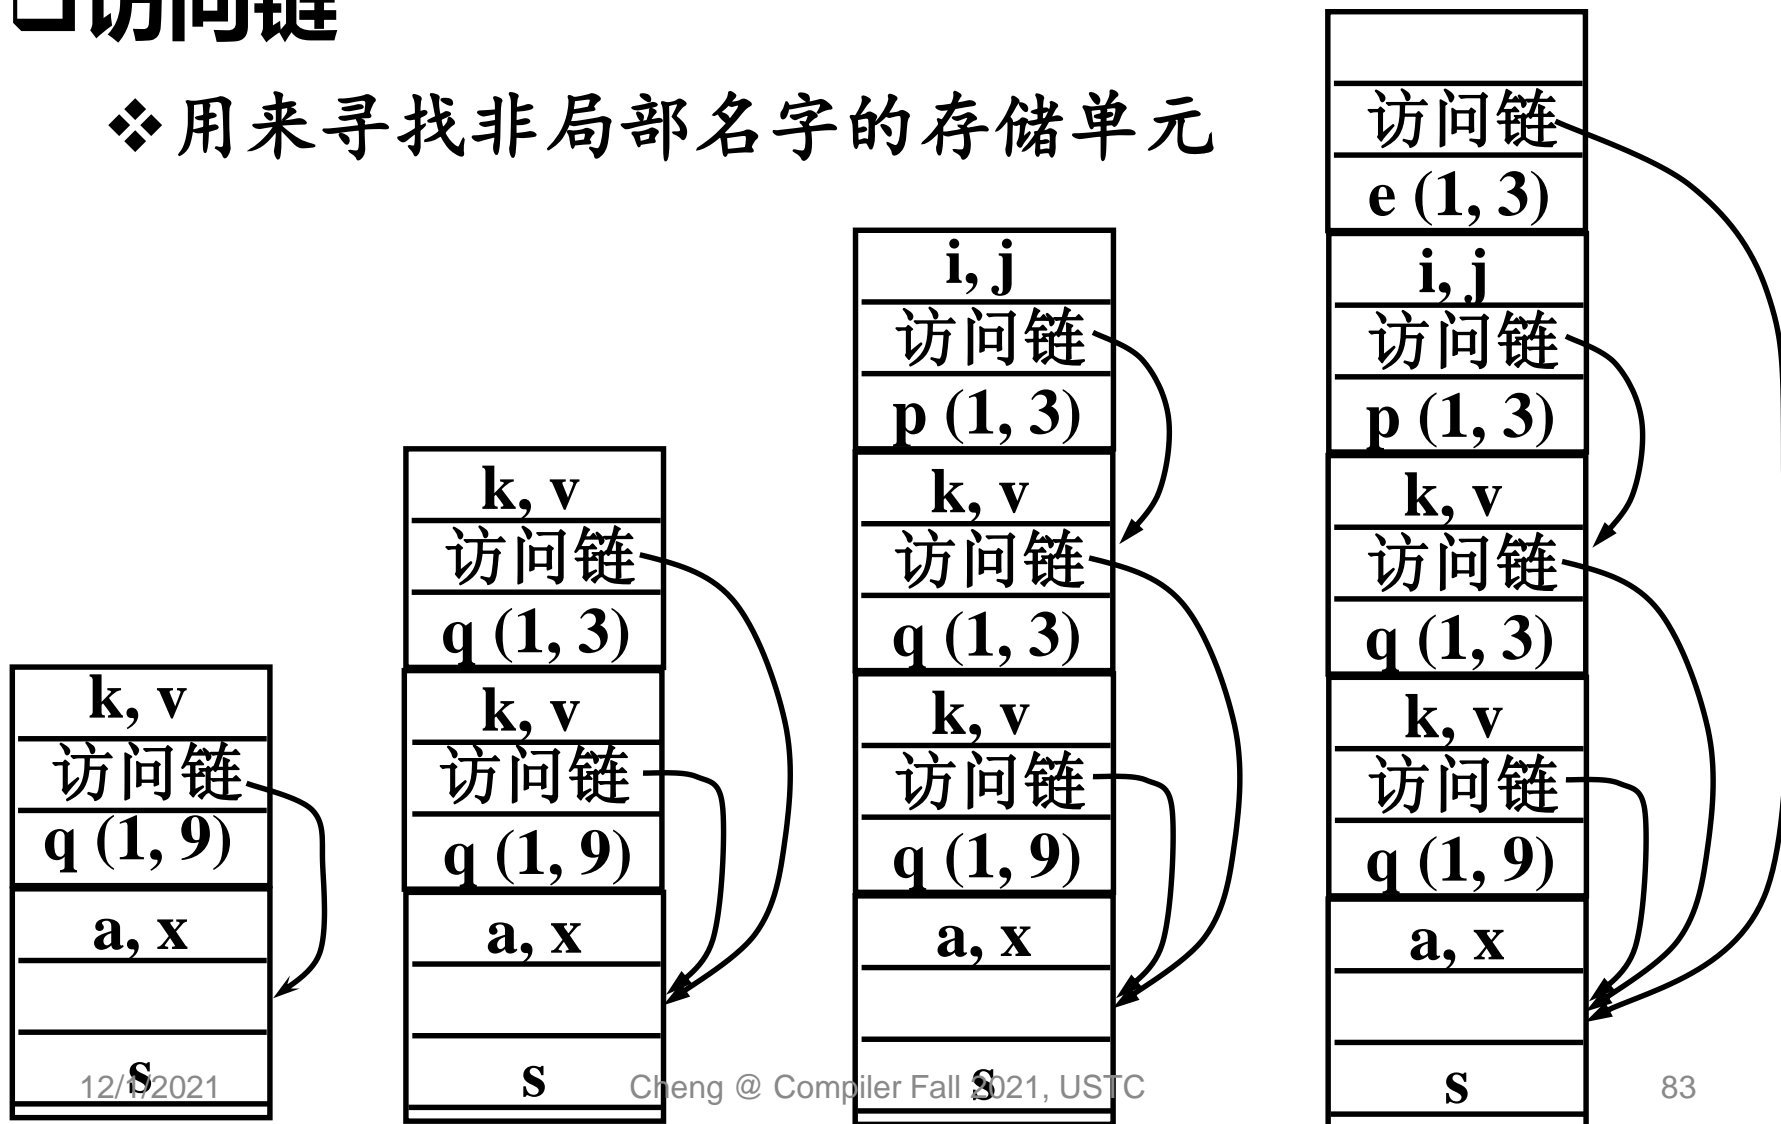 访问链
用来寻找非局部名字的存储单元
k, v
访问链
q (1, 9)
a, x
s
k, v
访问链
q (1, 3)
k, v
访问链
q (1, 9)
a, x
s
i, j
访问链
p (1, 3)
k, v
访问链
q (1, 3)
k, v
访问链
q (1, 9)
a, x
s
访问链
e (1, 3)
i, j
访问链
p (1, 3)
k, v
访问链
q (1, 3)
k, v
访问链
q (1, 9)
a, x
s
12/1/2021
Cheng @ Compiler Fall 2021, USTC
83